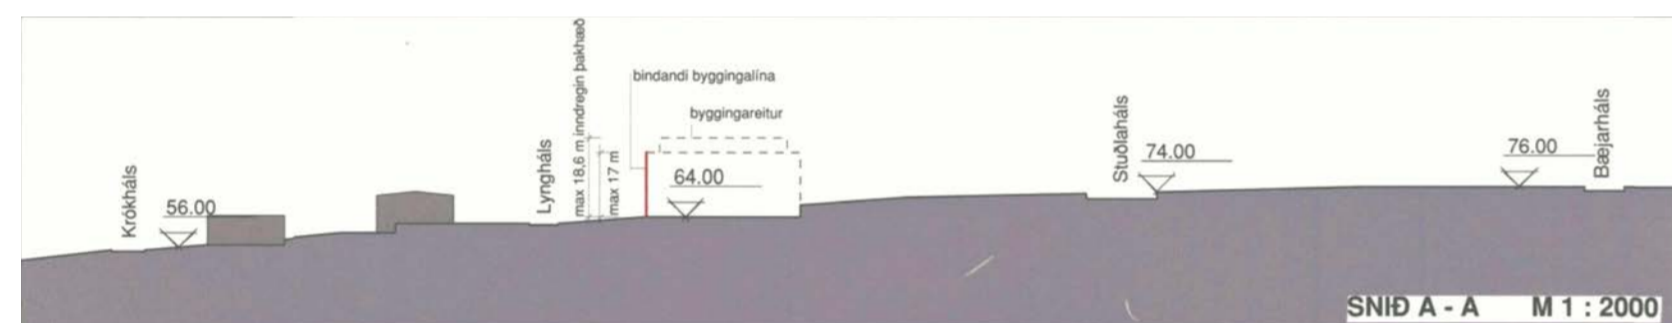 Krókháls
56.00
Lyngháls
max 18,6 m inndregin þakhæð
max 17 m
bindandi byggingalína
byggingareitur
64.00
Stuðlaháls
74.00
76.00
Bæjarháls
SNIÐ A - A M 1 : 2000